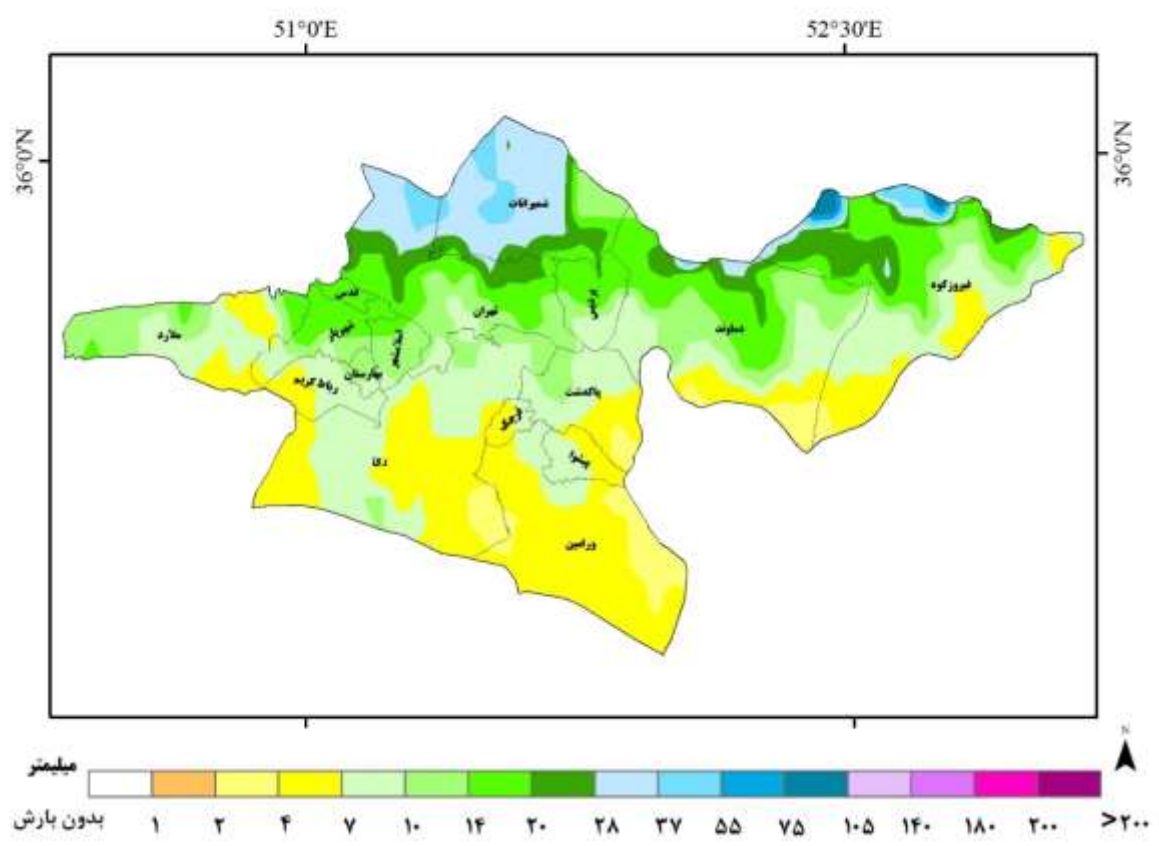 51°0'E
52°30'E
36°0'N
36°0'N
شمیرانات
فیروزکوه
قدس
پردیس
تهران
شهریار
دماوند
ملارد
اسلامشهر
بهارستان
رباط کریم
پاکدشت
قرچک
ری
پیشوا
ورامین
N
میلیمتر
بدون بارش ۱ ۲ ۴ ۷ ۱۰ ۱۴ ۲۰ ۲۸ ۳۷ ۵۵ ۷۵ ۱۰۵ ۱۴۰ ۱۸۰ ۲۰۰ >۲۰۰